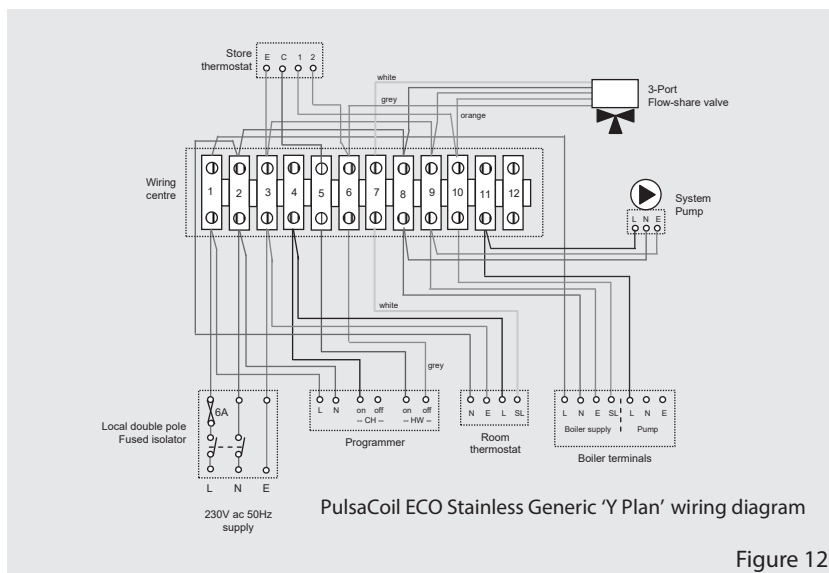 Store
thermostat
E C 1 2
white
grey
orange
3-Port
Flow-share valve
Wiring
centre
1 2 3 4 5 6 7 8 9 10 11 12
System
Pump
L N E
white
grey
6A
Local double pole
Fused isolator
L N E
230V ac 50Hz
supply
L N on off on off
-- CH -- -- HW --
Programmer
N E L SL
Room
thermostat
L N E SL L N E
Boiler supply Pump
Boiler terminals
PulsaCoil ECO Stainless Generic ‘Y Plan’ wiring diagram
Figure 12